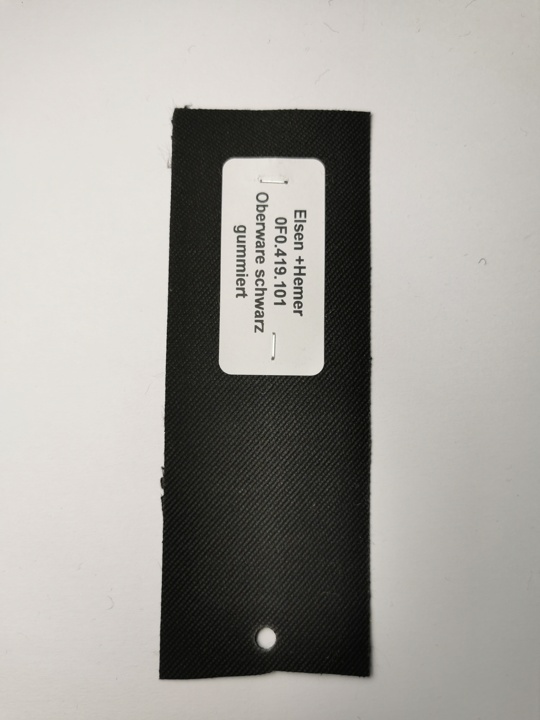 Elsen +Hemer
0F0.419.101
Oberware schwarz
gummiert